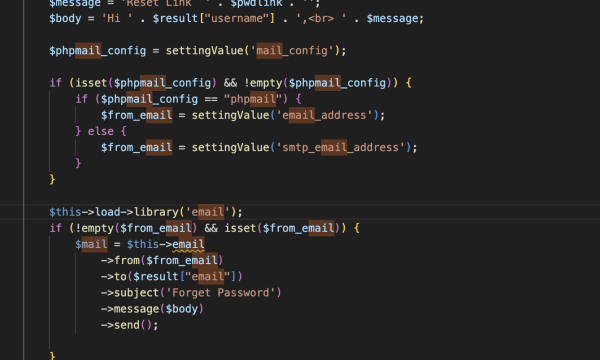 $message = 'Reset Link ' . $pwdlink . '';
$body = 'Hi ' . $result["username"] . ',<br> ' . $message;
$phpmail_config = settingValue('mail_config');
if (isset($phpmail_config) && !empty($phpmail_config)) {
if ($phpmail_config == "phpmail") {
$from_email = settingValue('email_address');
} else {
$from_email = settingValue('smtp_email_address');
}
}
$this->load->library('email');
if (!empty($from_email) && isset($from_email)) {
$mail = $this->email
->from($from_email)
->to($result["email"])
->subject('Forget Password')
->message($body)
->send();
}